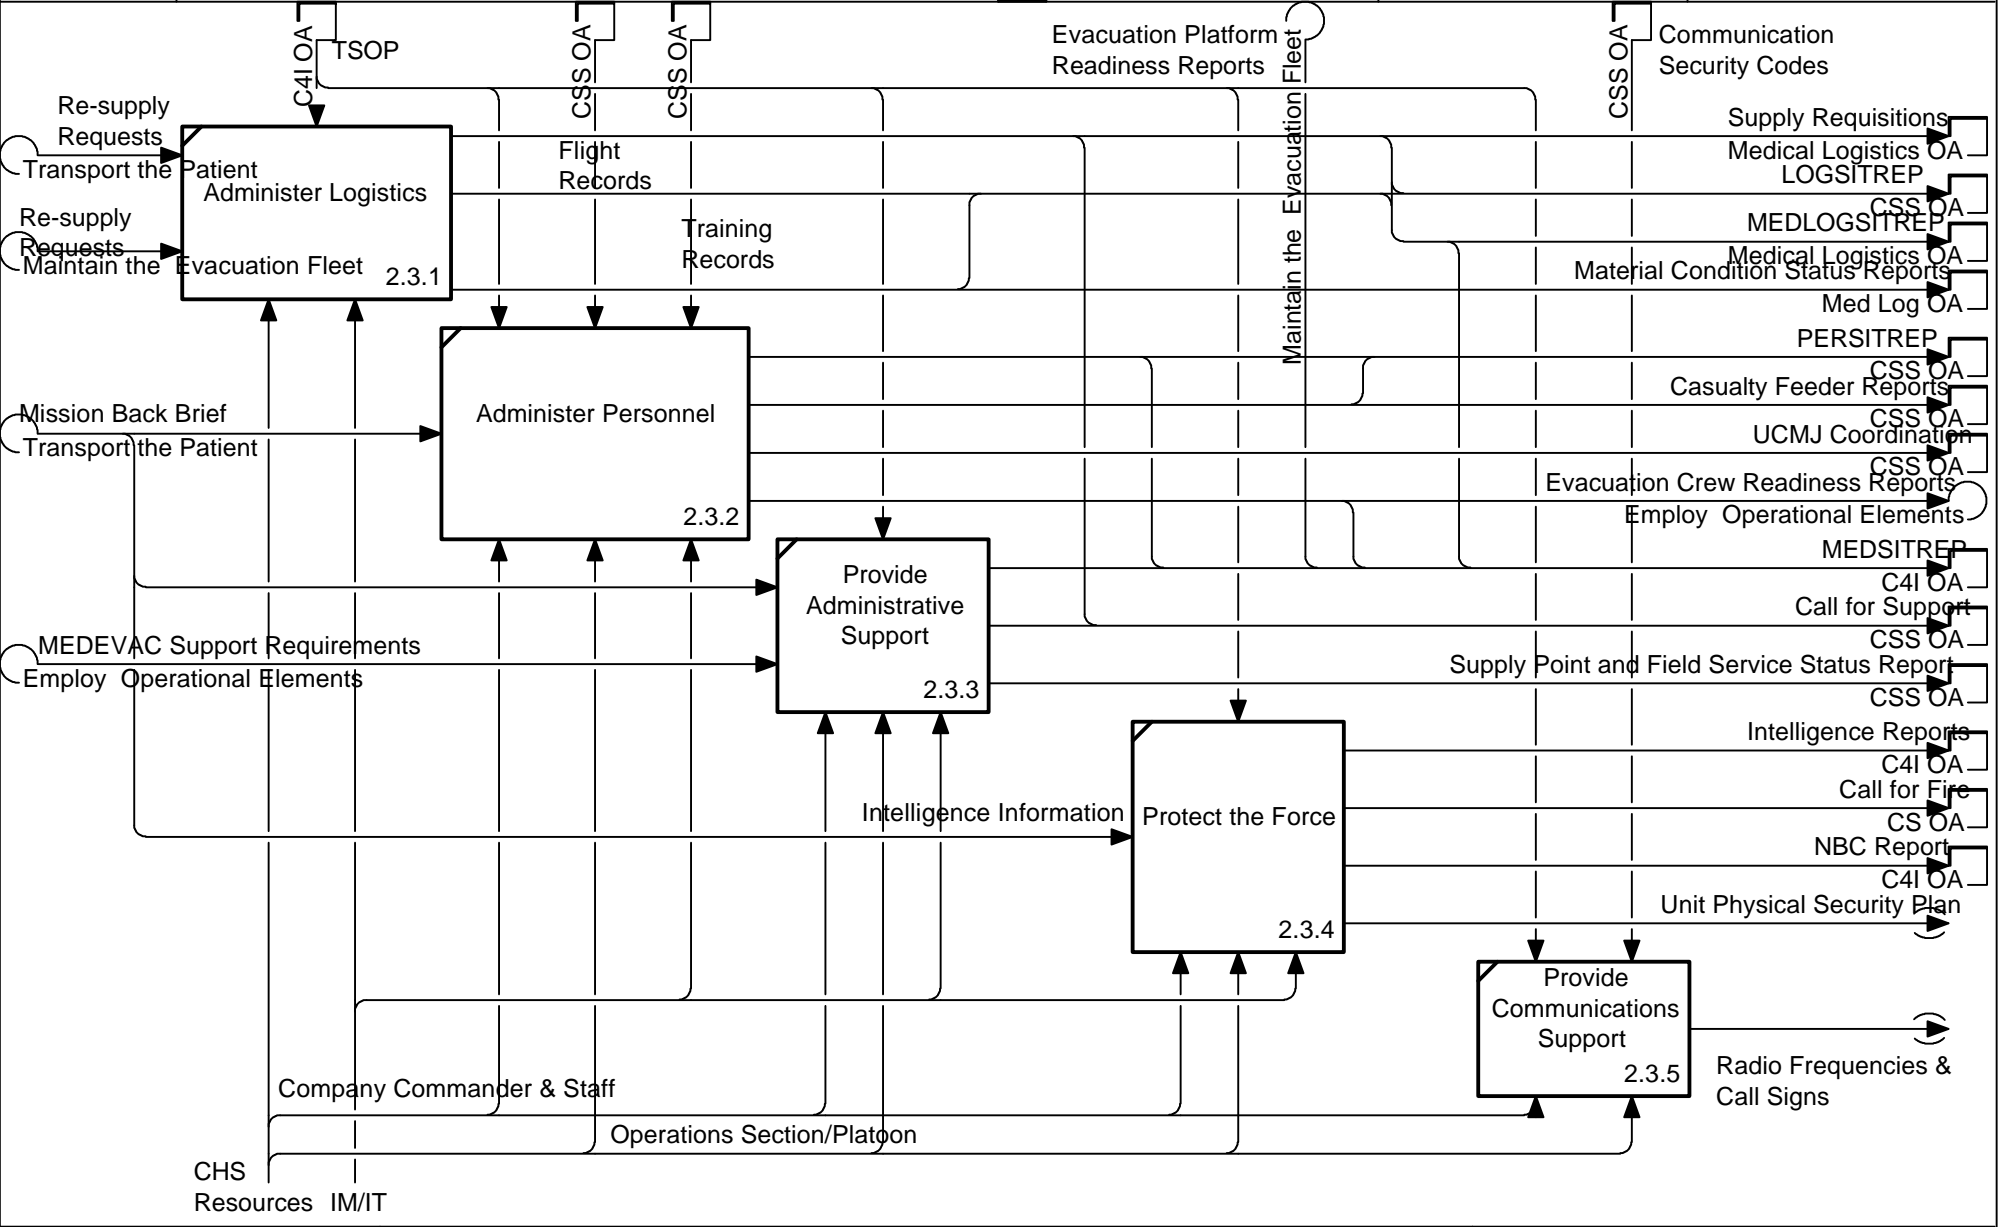 C4I OA
TSOP
CSS OA
CSS OA
Evacuation Platform
Readiness Reports
Maintain the Evacuation Fleet
CSS OA
Communication
Security Codes
Re-supply
Requests
Transport the Patient
Re-supply
Requests
Maintain the Evacuation Fleet
Administer Logistics
2.3.1
Flight
Records
Training
Records
Supply Requisitions
Medical Logistics OA
LOGSITREP
CSS OA
MEDLOGSITREP
Medical Logistics OA
Material Condition Status Reports
Med Log OA
PERSITREP
CSS OA
Casualty Feeder Reports
CSS OA
UCMJ Coordination
CSS OA
Evacuation Crew Readiness Reports
Employ Operational Elements
Mission Back Brief
Transport the Patient
Administer Personnel
2.3.2
MEDSITREP
C4I OA
Call for Support
CSS OA
Supply Point and Field Service Status Report
CSS OA
Provide
Administrative
Support
2.3.3
MEDEVAC Support Requirements
Employ Operational Elements
Intelligence Reports
C4I OA
Call for Fire
CS OA
NBC Report
C4I OA
Unit Physical Security Plan
Intelligence Information
Protect the Force
2.3.4
Provide
Communications
Support
2.3.5
Radio Frequencies &
Call Signs
Company Commander & Staff
Operations Section/Platoon
CHS
Resources
IM/IT